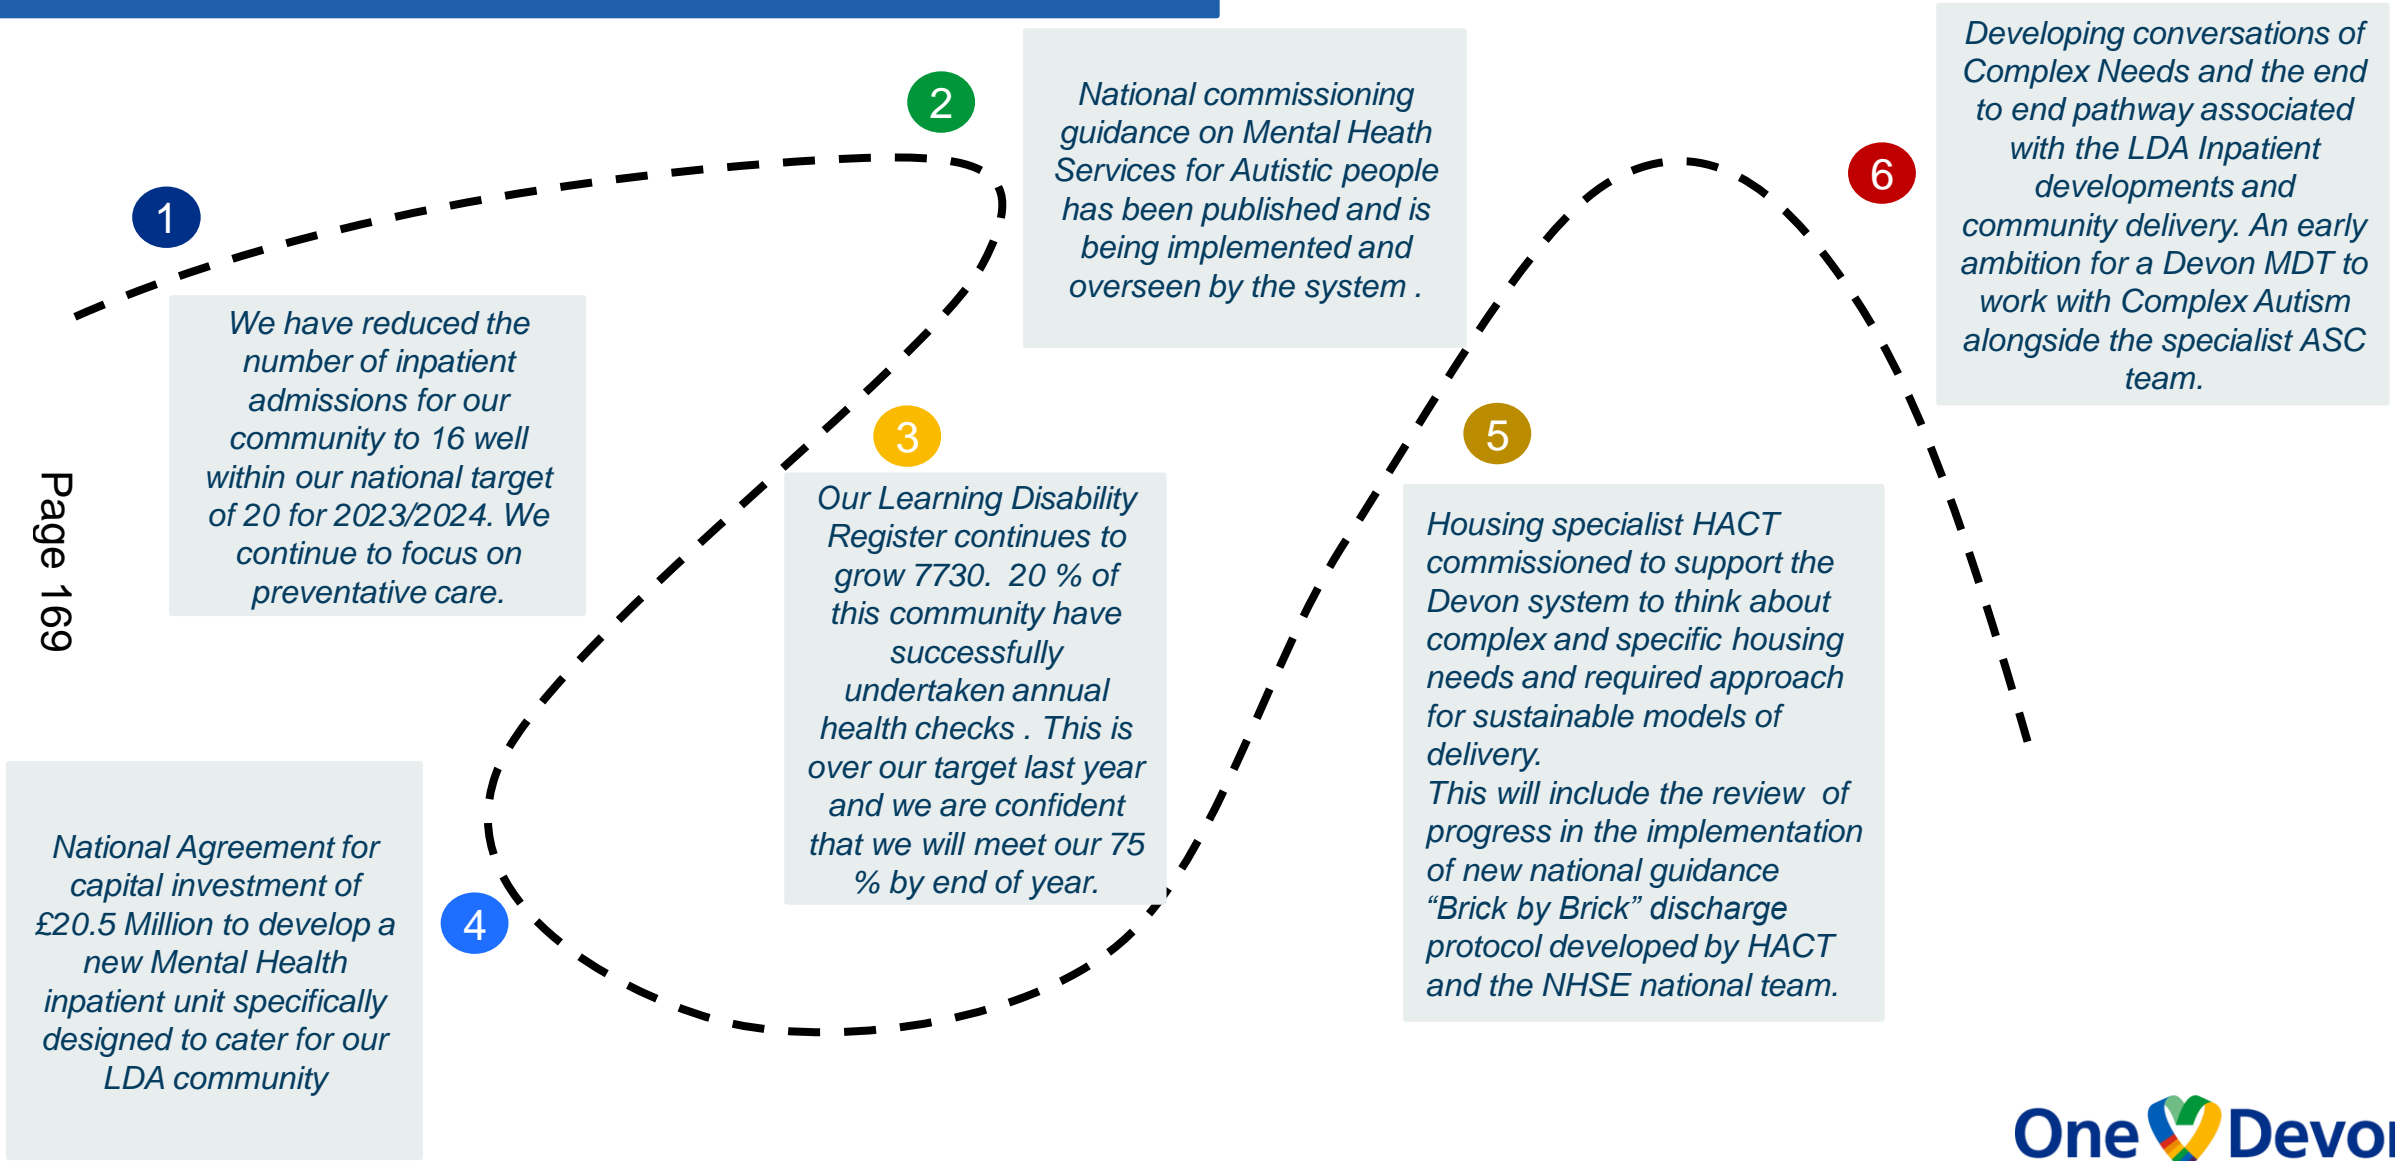 1
We have reduced the
number of inpatient
admissions for our
community to 16 well
within our national target
of 20 for 2023/2024. We
continue to focus on
preventative care.
2
National commissioning
guidance on Mental Heath
Services for Autistic people
has been published and is
being implemented and
overseen by the system .
3
Our Learning Disability
Register continues to
grow 7730. 20 % of
this community have
successfully
undertaken annual
health checks . This is
over our target last year
and we are confident
that we will meet our 75
% by end of year.
4
National Agreement for
capital investment of
£20.5 Million to develop a
new Mental Health
inpatient unit specifically
designed to cater for our
LDA community
5
Housing specialist HACT
commissioned to support the
Devon system to think about
complex and specific housing
needs and required approach
for sustainable models of
delivery.
This will include the review of
progress in the implementation
of new national guidance
“Brick by Brick” discharge
protocol developed by HACT
and the NHSE national team.
6
Developing conversations of
Complex Needs and the end
to end pathway associated
with the LDA Inpatient
developments and
community delivery. An early
ambition for a Devon MDT to
work with Complex Autism
alongside the specialist ASC
team.
Page 169
One Devon